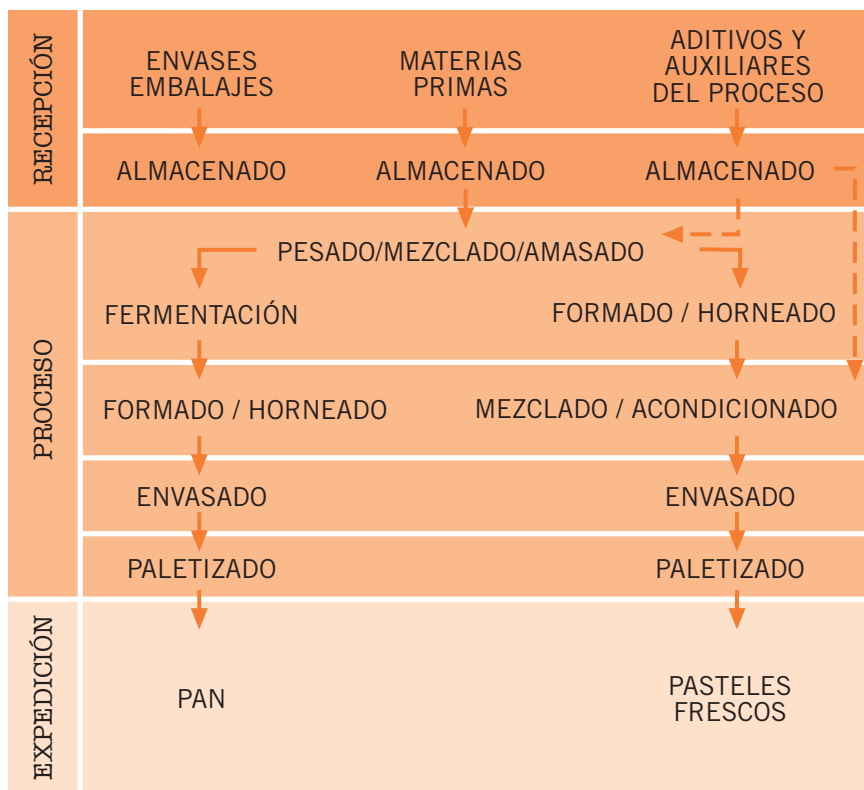 RECEPCIÓN
ENVASES
EMBALAJES
MATERIAS
PRIMAS
ADITIVOS Y
AUXILIARES
DEL PROCESO
ALMACENADO
ALMACENADO
ALMACENADO
PROCESO
PESADO/MEZCLADO/AMASADO
FERMENTACIÓN
FORMADO / HORNEADO
FORMADO / HORNEADO
MEZCLADO / ACONDICIONADO
ENVASADO
ENVASADO
PALETIZADO
PALETIZADO
EXPEDICIÓN
PAN
PASTELES
FRESCOS